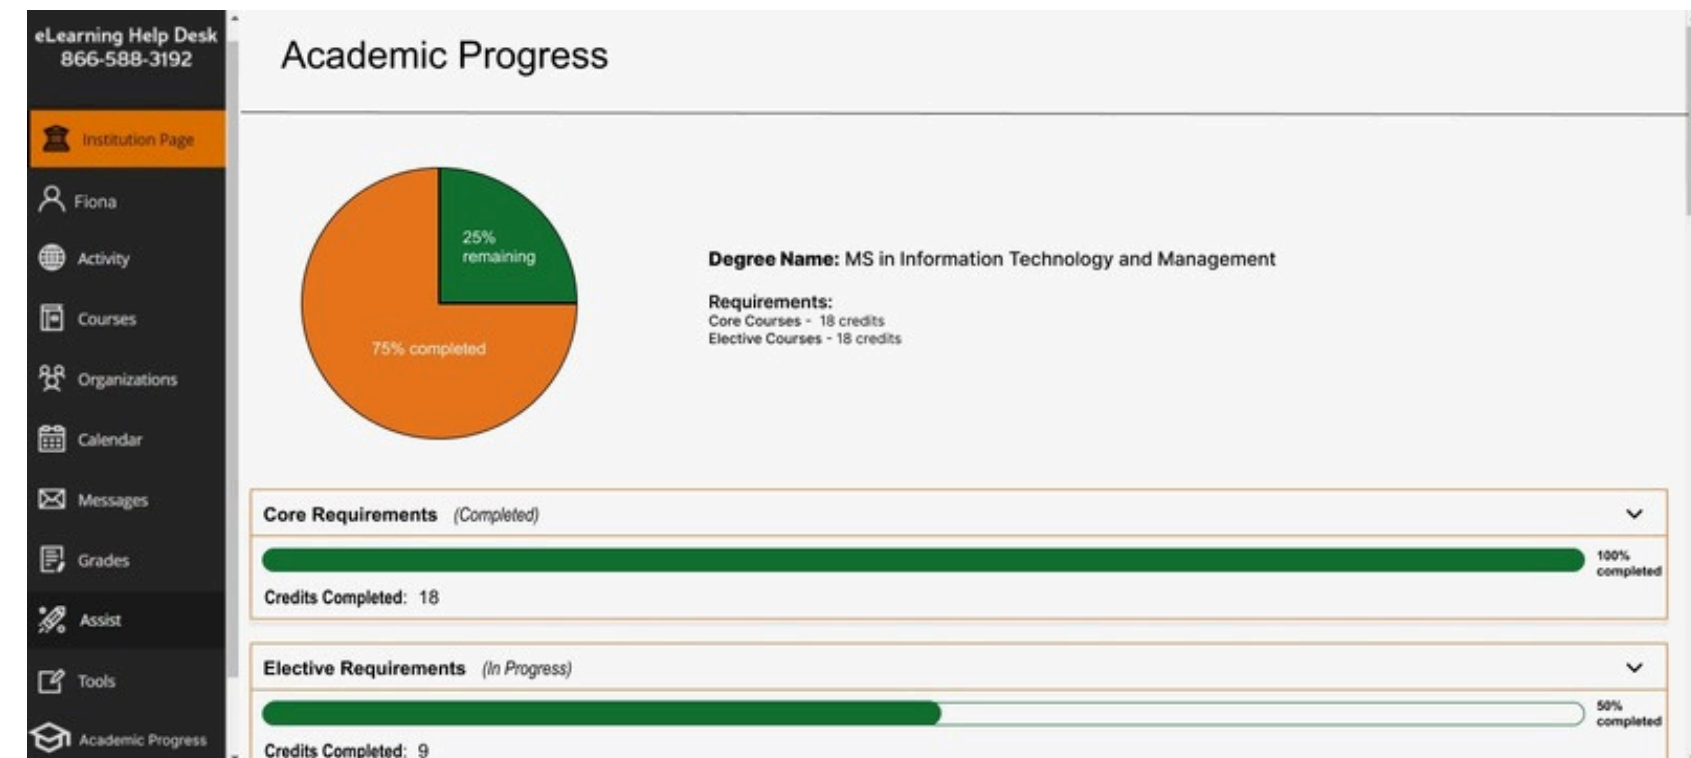 eLearning Help Desk
866-588-3192
Institution Page
Fiona
Activity
Courses
Organizations
Calendar
Messages
Grades
Assist
Tools
Academic Progress
Academic Progress
25%
remaining
75% completed
Degree Name: MS in Information Technology and Management
Requirements:
Core Courses - 18 credits
Elective Courses - 18 credits
Core Requirements (Completed)
100%
completed
Credits Completed: 18
Elective Requirements (In Progress)
50%
completed
Credits Completed: 9